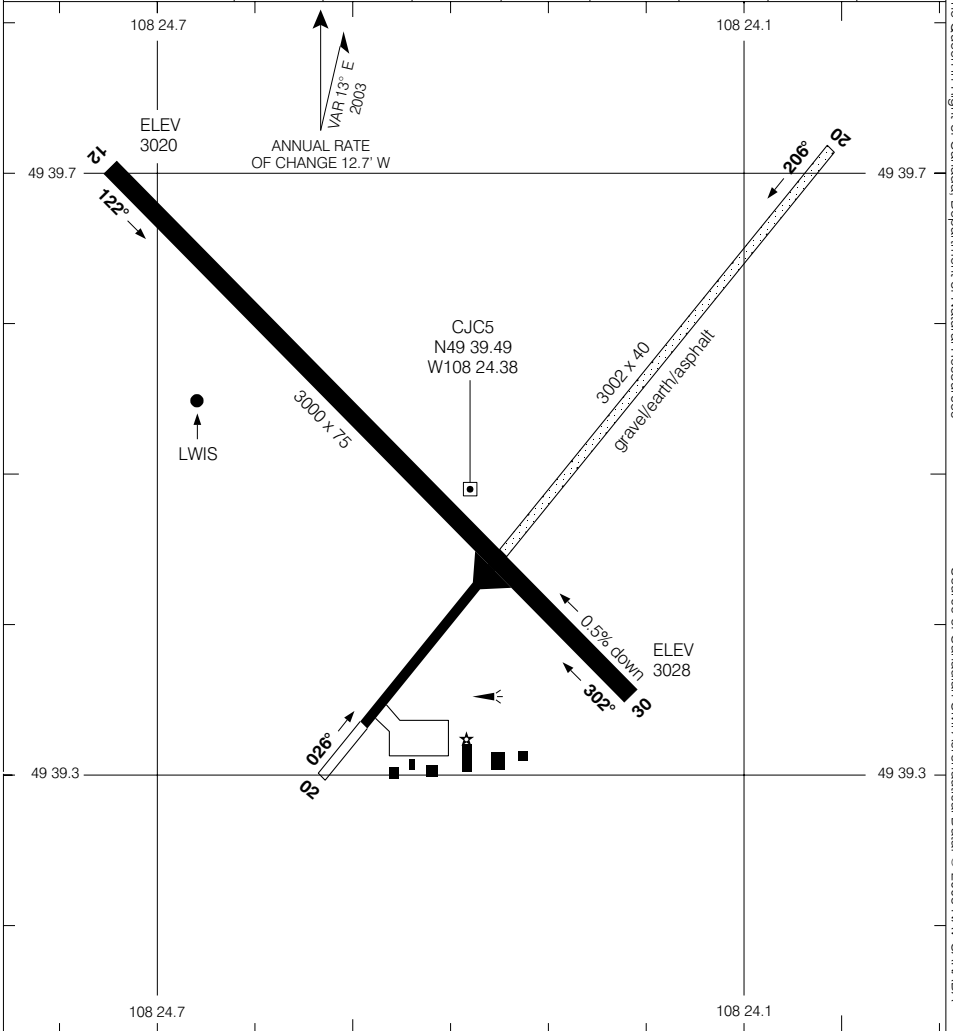 108 24.7
108 24.1
VAR 13° E
2003
ANNUAL RATE
OF CHANGE 12.7' W
ELEV
3020
12
20
49 39.7
49 39.7
122°
206°
CJC5
N49 39.49
W108 24.38
3000 x 75
3002 x 40
gravel/earth/asphalt
LWIS
0.5% down
ELEV
3028
302°
30
026°
02
49 39.3
49 39.3
108 24.7
108 24.1